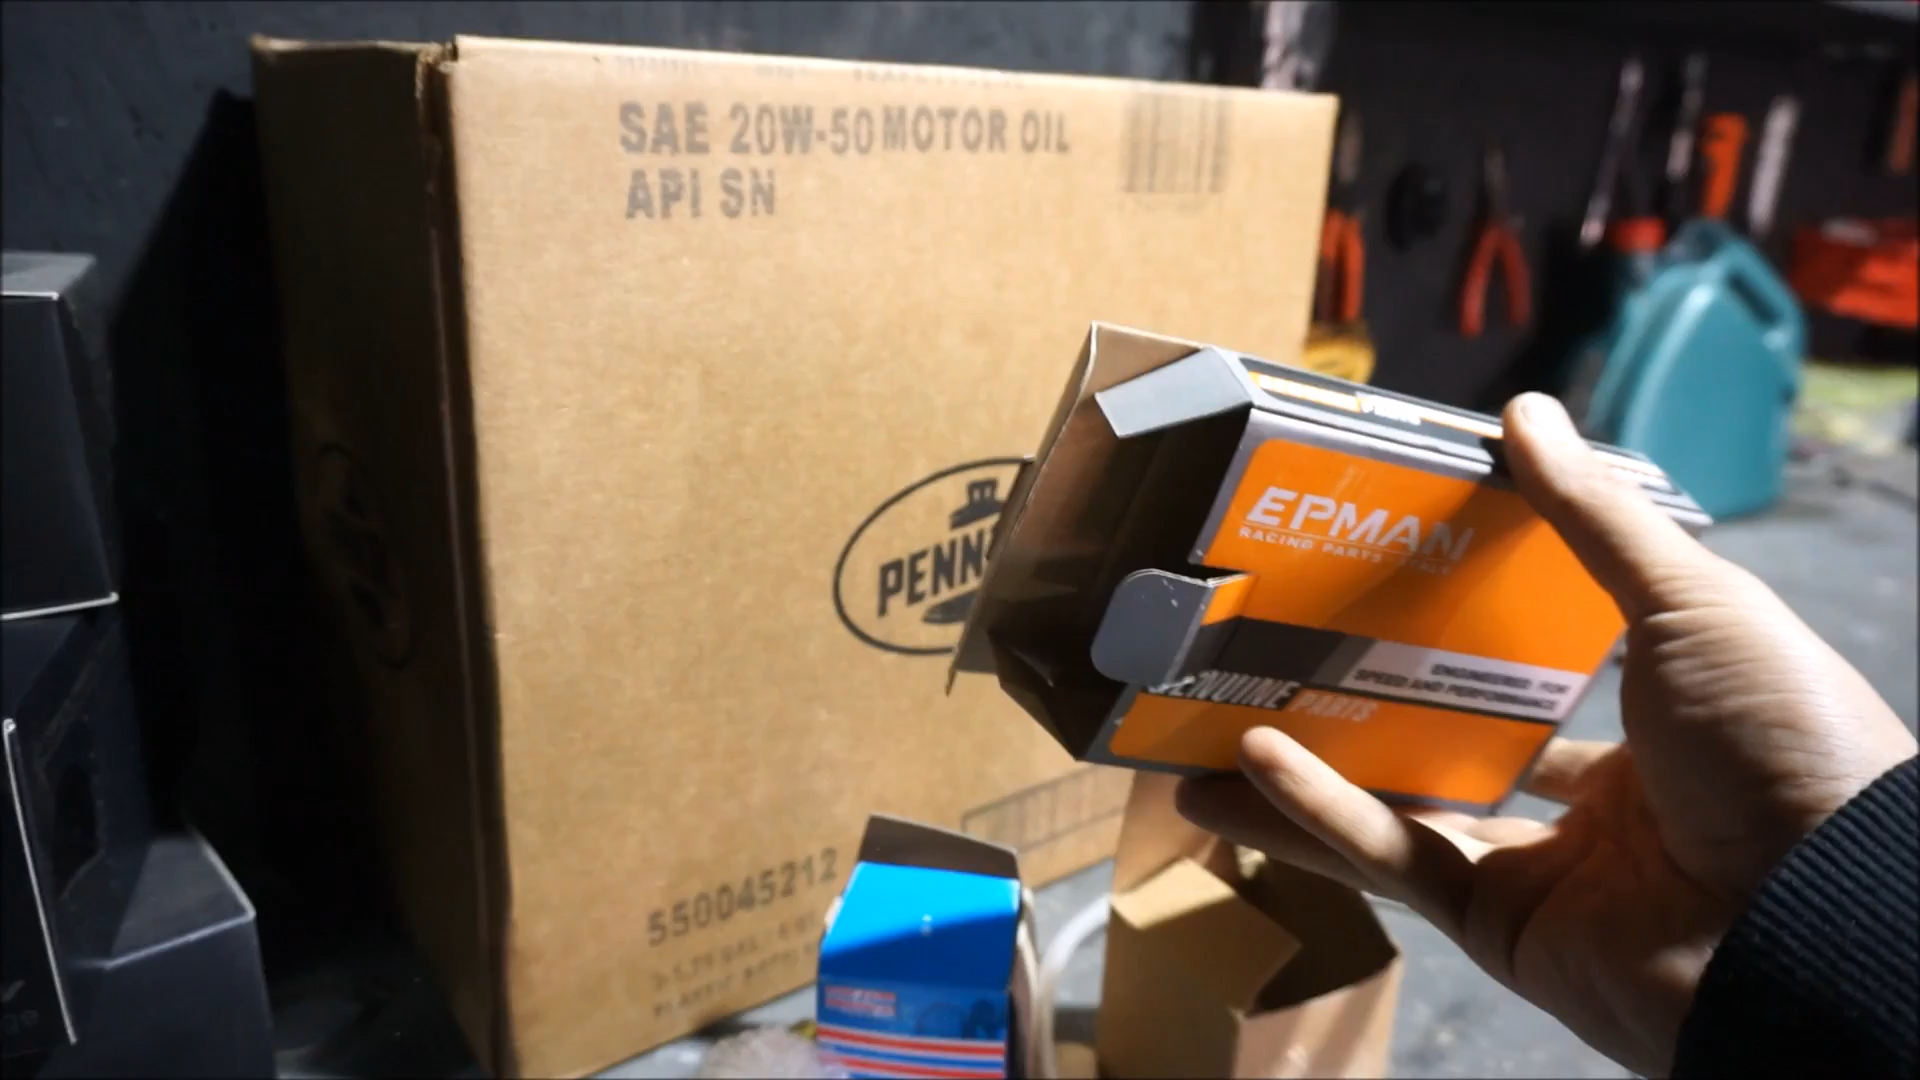 SAE 20W-50 MOTOR OIL
API SN
PENN
EPMAN
RACING PARTS
GENUINE PARTS
ENGINEERED FOR
SPEED AND PERFORMANCE
550045212